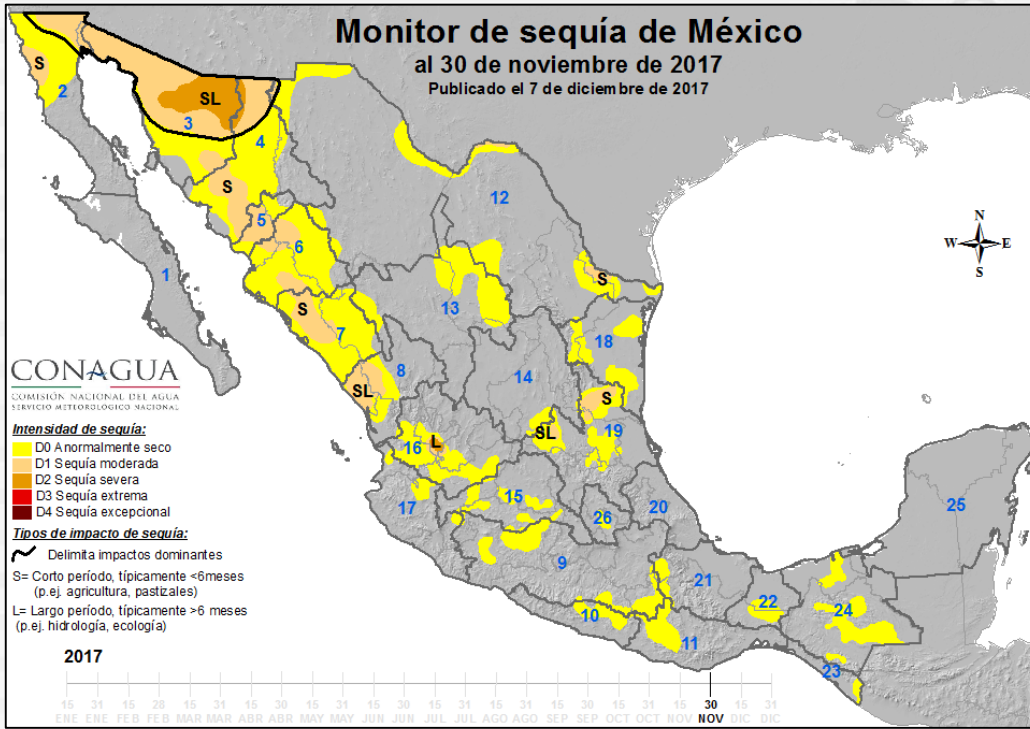 Monitor de sequía de México
al 30 de noviembre de 2017
Publicado el 7 de diciembre de 2017
S
2
SL
3
4
S
5
6
12
N
W E
S
1
S
7
13
S
18
8
SL
14
S
19
SL
16
L
15
17
26
20
25
9
21
22
24
10
11
23
CONAGUA
COMISIÓN NACIONAL DEL AGUA
SERVICIO METEOROLÓGICO NACIONAL
Intensidad de sequía:
D0 Anormalmente seco
D1 Sequía moderada
D2 Sequía severa
D3 Sequía extrema
D4 Sequía excepcional
Tipos de impacto de sequía:
Delimita impactos dominantes
S= Corto período, típicamente <6meses
(p.ej. agricultura, pastizales)
L= Largo período, típicamente >6 meses
(p.ej. hidrología, ecología)
2017
15 31 15 28 15 31 15 30 15 31 15 30 15 31 15 31 15 30 15 31 15 30 15 31
ENE ENE FEB FEB MAR MAR ABR ABR MAY MAY JUN JUN JUL JUL AGO AGO SEP SEP OCT OCT NOV NOV DIC DIC